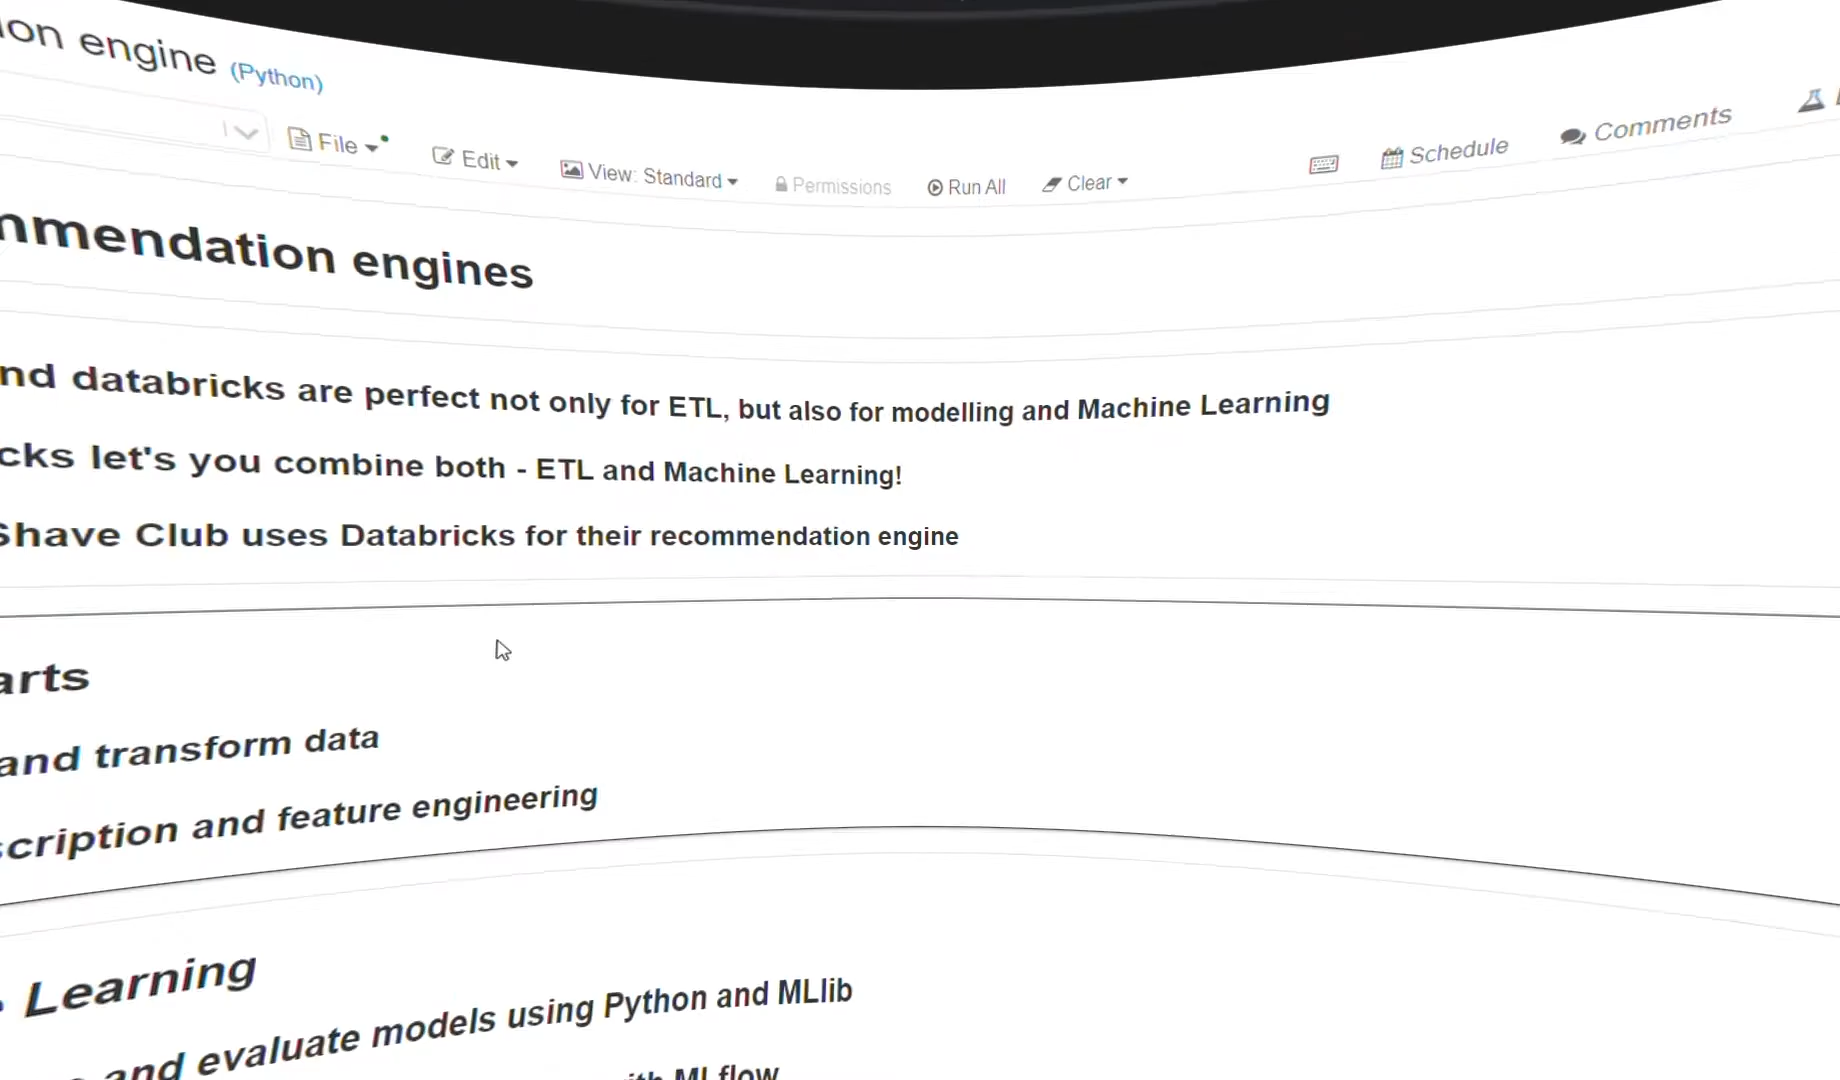 on engine (Python)
File Edit View: Standard Permissions Run All Clear Schedule Comments
mmendation engines
nd databricks are perfect not only for ETL, but also for modelling and Machine Learning
cks let's you combine both - ETL and Machine Learning!
Shave Club uses Databricks for their recommendation engine
arts
and transform data
scription and feature engineering
Learning
and evaluate models using Python and MLlib
MLflow